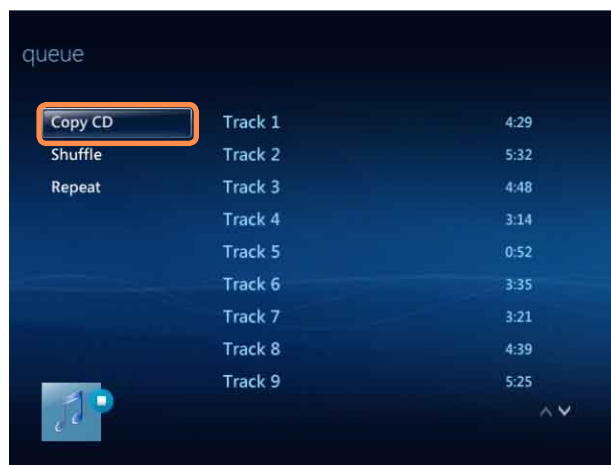 queue
Copy CD Track 1 4:29
Shuffle Track 2 5:32
Repeat Track 3 4:48
Track 4 3:14
Track 5 0:52
Track 6 3:35
Track 7 3:21
Track 8 4:39
Track 9 5:25